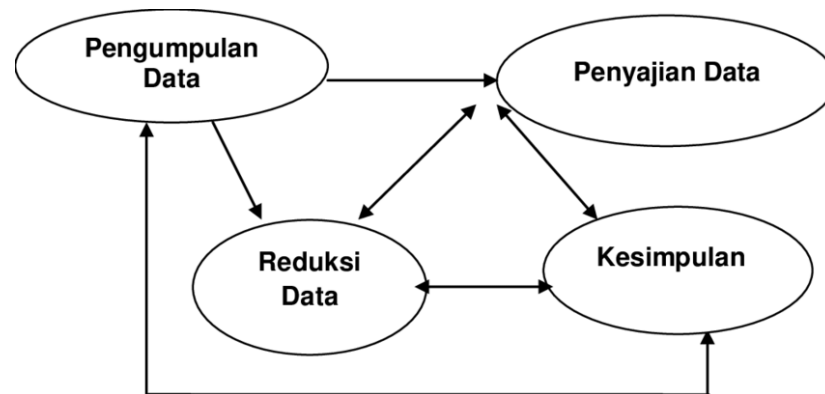 Pengumpulan
Data
Penyajian Data
Reduksi
Data
Kesimpulan